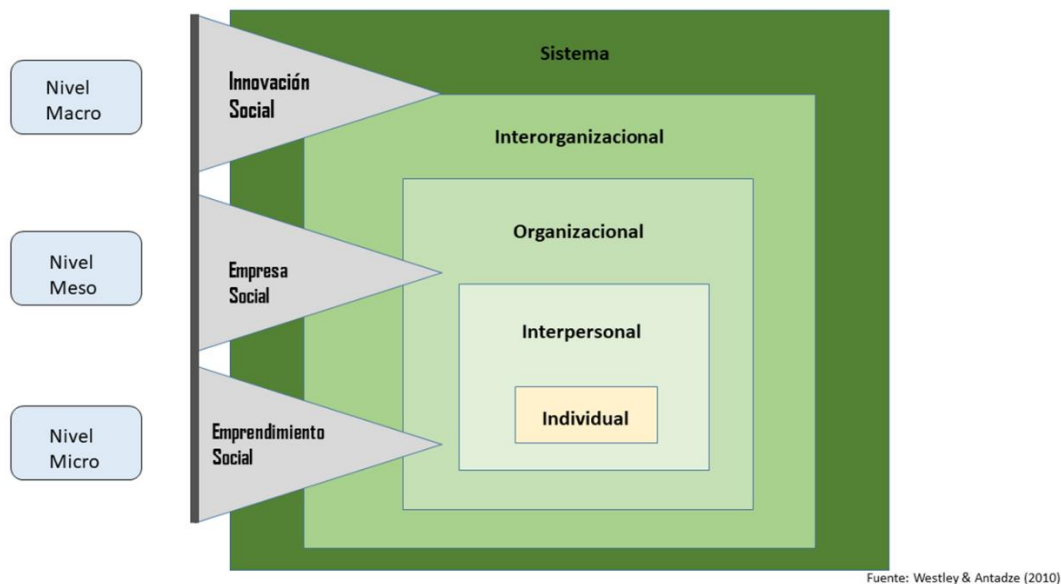 Sistema
Nivel
Macro
Innovación
Social
Interorganizacional
Organizacional
Nivel
Meso
Empresa
Social
Interpersonal
Individual
Nivel
Micro
Emprendimiento
Social
Fuente: Westley & Antadze (2010)